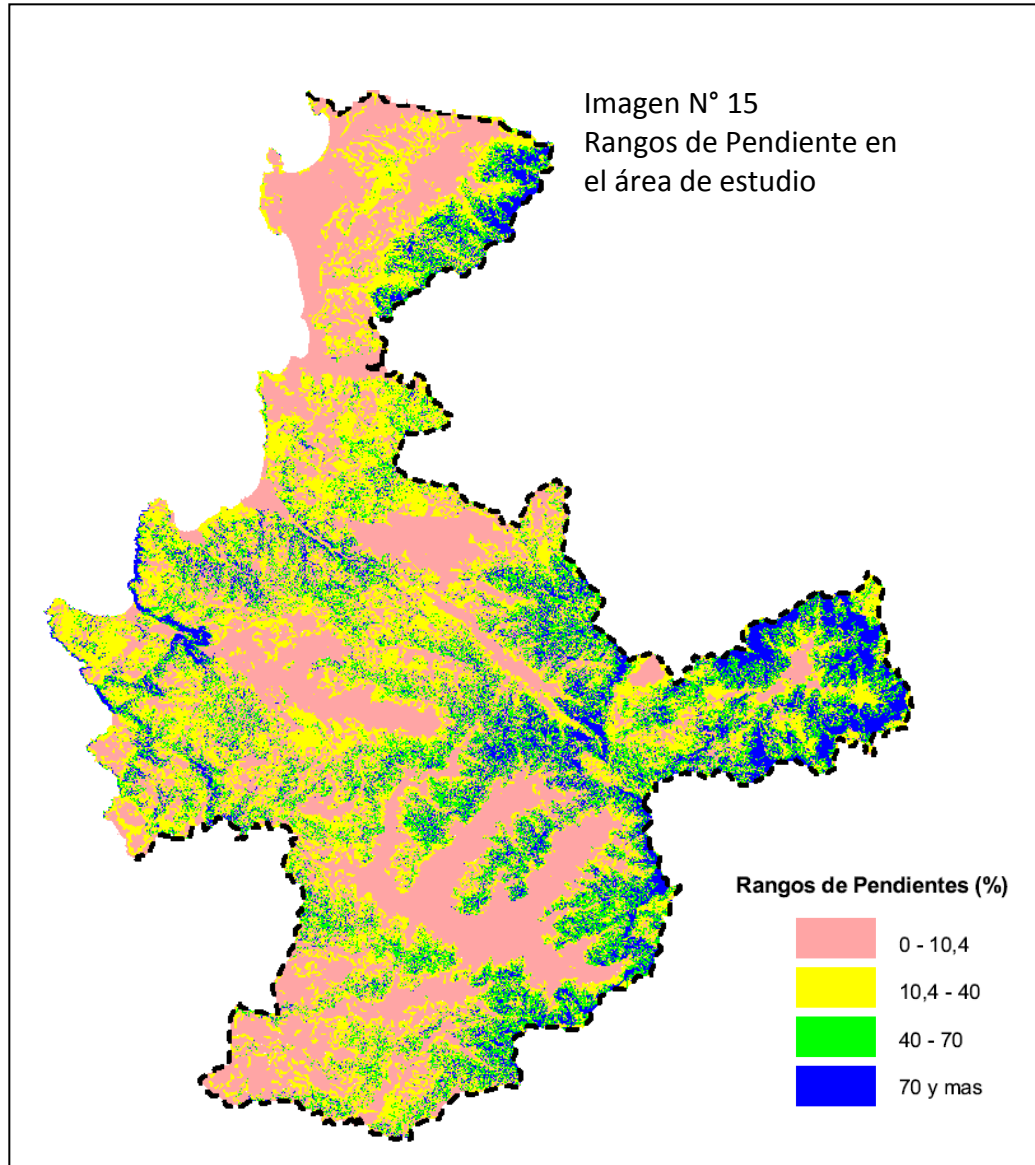 Imagen N° 15
Rangos de Pendiente en
el área de estudio
Rangos de Pendientes (%)
0 - 10,4
10,4 - 40
40 - 70
70 y mas